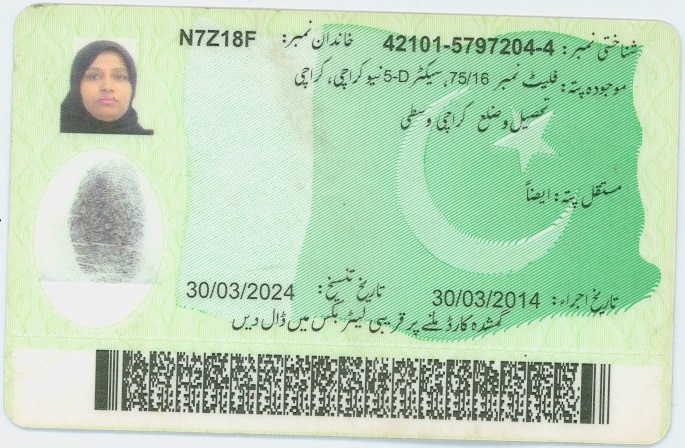 شناختی نمبر: 42101-5797204-4 خاندان نمبر: N7Z18F
موجودہ پتہ: فلیٹ نمبر 75/16، سیکٹر 5-D نیو کراچی، کراچی
تحصیل و ضلع کراچی وسطی
مستقل پتہ: ایضاً
تاریخ اجراء: 30/03/2014 تاریخ تنسیخ: 30/03/2024
گمشدہ کارڈ ملنے پر قریبی لیٹر بکس میں ڈال دیں